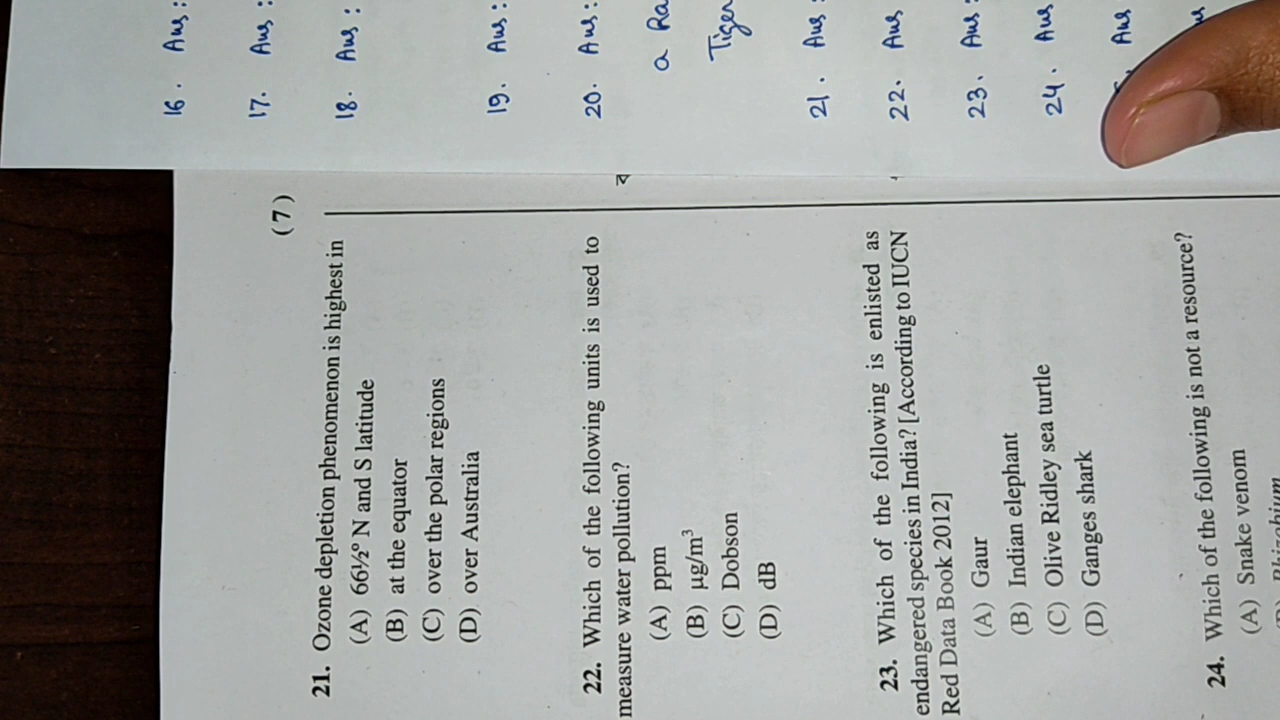 16. Ans:
17. Ans :
18. Ans :
19. Ans :
20. Ans :
a Ra
Tiger
21. Ans :
22. Ans
23. Ans :
24. Ans
Ans
(7)
21. Ozone depletion phenomenon is highest in
(A) 66½° N and S latitude
(B) at the equator
(C) over the polar regions
(D) over Australia
22. Which of the following units is used to
measure water pollution?
(A) ppm
(B) µg/m³
(C) Dobson
(D) dB
23. Which of the following is enlisted as
endangered species in India? [According to IUCN
Red Data Book 2012]
(A) Gaur
(B) Indian elephant
(C) Olive Ridley sea turtle
(D) Ganges shark
24. Which of the following is not a resource?
(A) Snake venom